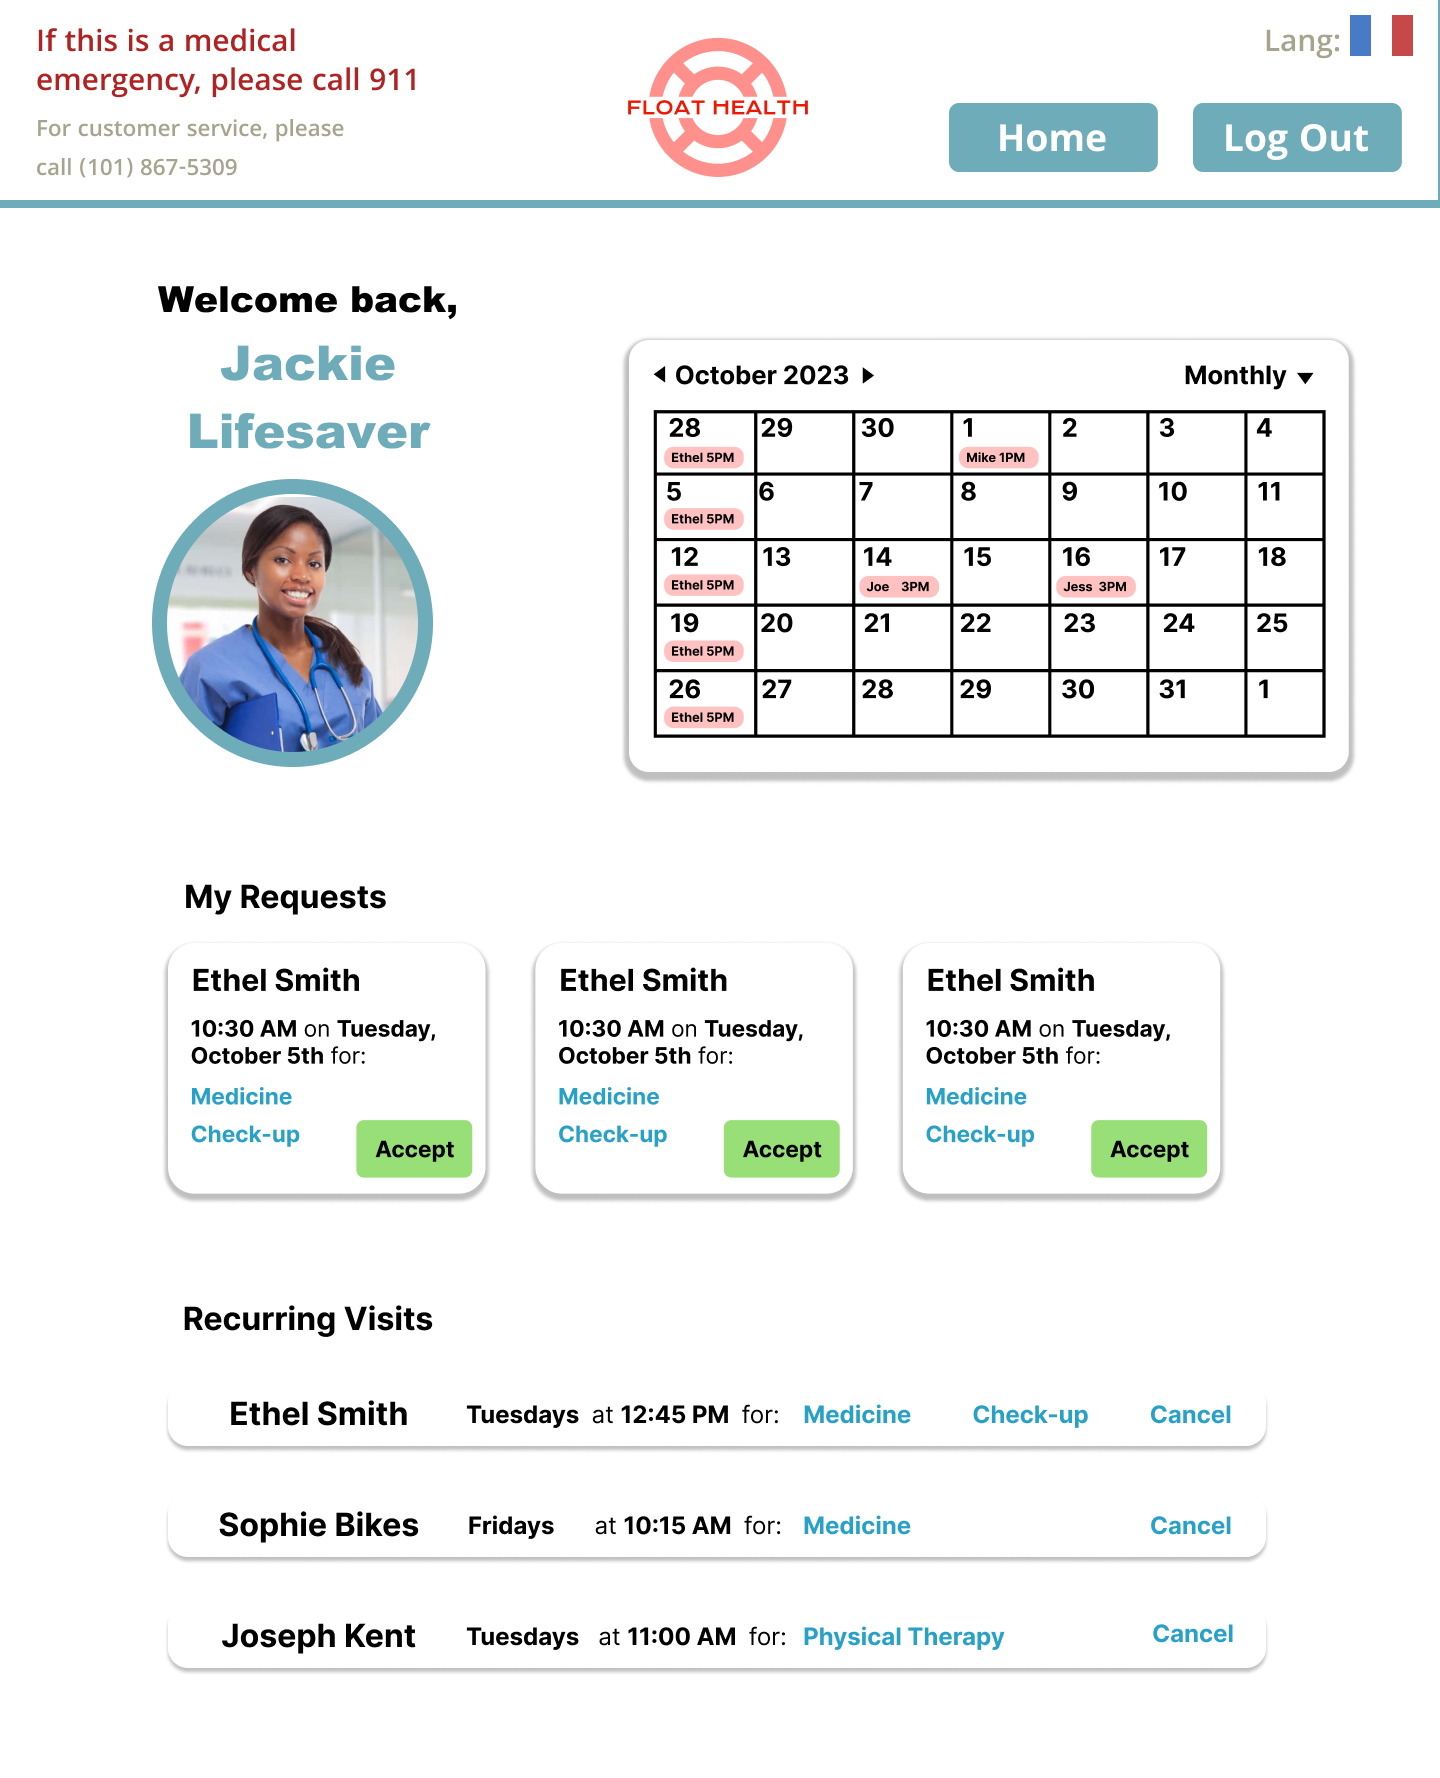 If this is a medical
emergency, please call 911
For customer service, please
call (101) 867-5309
FLOAT HEALTH
Lang:
Home
Log Out
Welcome back,
Jackie
Lifesaver
October 2023
Monthly
28 29 30 1 2 3 4
Ethel 5PM Mike 1PM
5 6 7 8 9 10 11
Ethel 5PM
12 13 14 15 16 17 18
Ethel 5PM Joe 3PM Jess 3PM
19 20 21 22 23 24 25
Ethel 5PM
26 27 28 29 30 31 1
Ethel 5PM
My Requests
Ethel Smith
10:30 AM on Tuesday,
October 5th for:
Medicine
Check-up
Accept
Ethel Smith
10:30 AM on Tuesday,
October 5th for:
Medicine
Check-up
Accept
Ethel Smith
10:30 AM on Tuesday,
October 5th for:
Medicine
Check-up
Accept
Recurring Visits
Ethel Smith Tuesdays at 12:45 PM for: Medicine Check-up Cancel
Sophie Bikes Fridays at 10:15 AM for: Medicine Cancel
Joseph Kent Tuesdays at 11:00 AM for: Physical Therapy Cancel